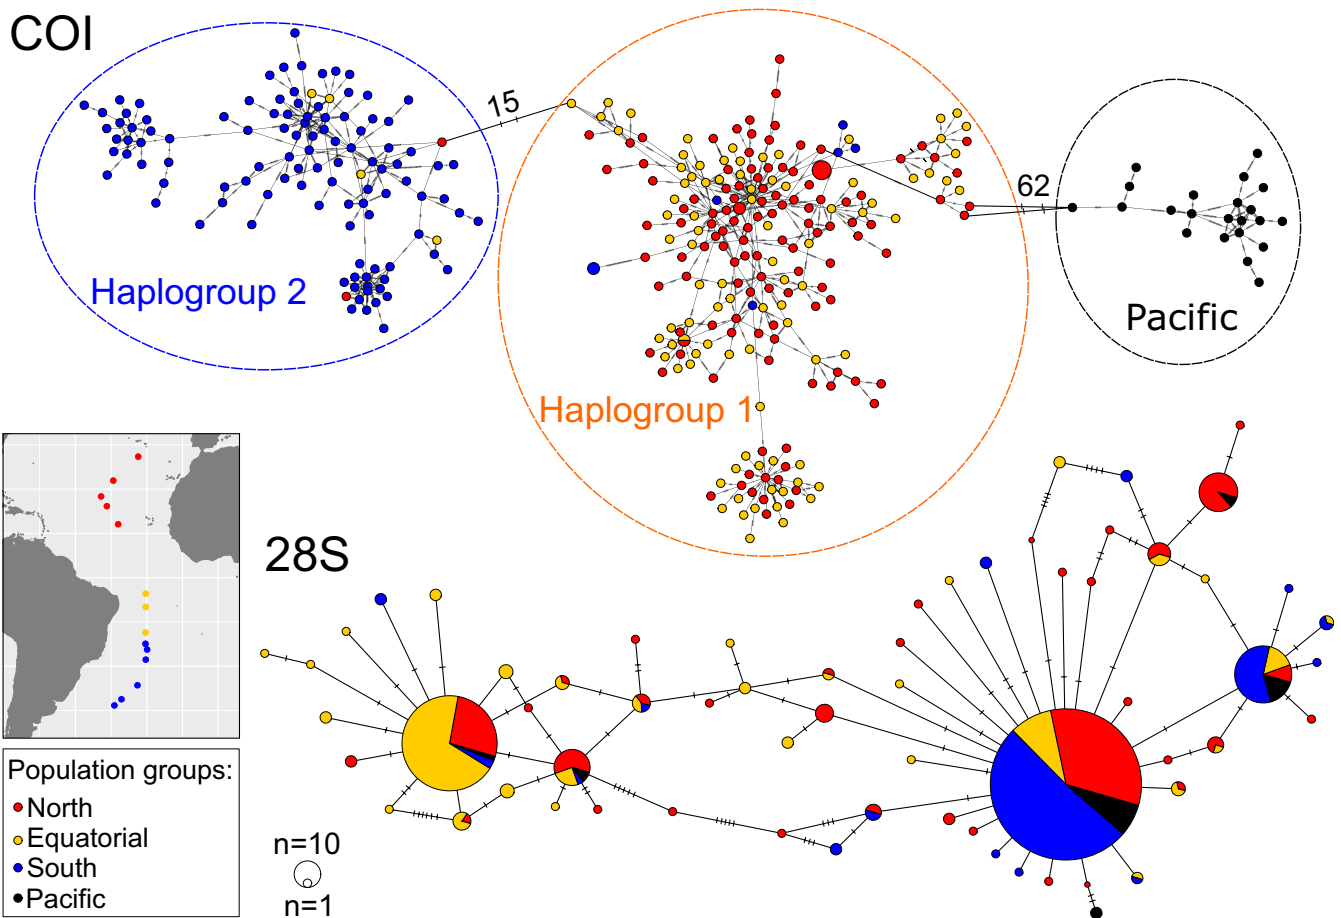 COI
15
62
Haplogroup 2
Pacific
Haplogroup 1
28S
Population groups:
North
Equatorial
South
Pacific
n=10
n=1